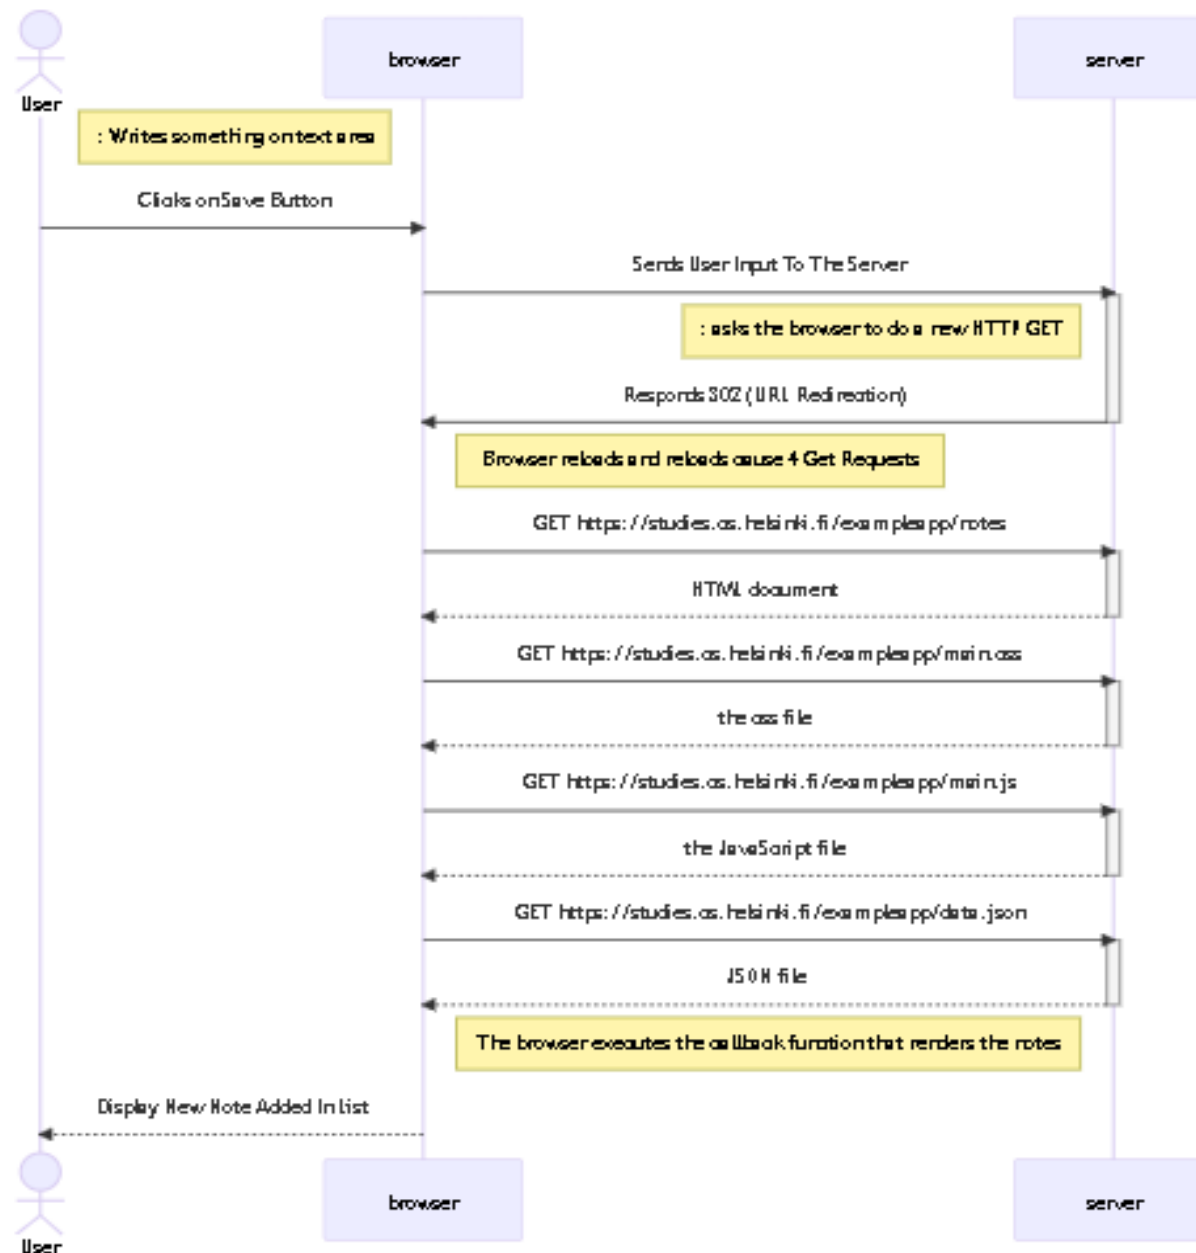 User
browser
server
: Writes something on text area
Clicks on Save Button
Sends User Input To The Server
: asks the browser to do a new HTTP GET
Responds 302 (URL Redirection)
Browser reloads and reloads cause 4 Get Requests
GET https://studies.cs.helsinki.fi/exampleapp/notes
HTML document
GET https://studies.cs.helsinki.fi/exampleapp/main.css
the css file
GET https://studies.cs.helsinki.fi/exampleapp/main.js
the JavaScript file
GET https://studies.cs.helsinki.fi/exampleapp/data.json
JSON file
The browser executes the callback function that renders the notes
Display New Note Added In List
User
browser
server